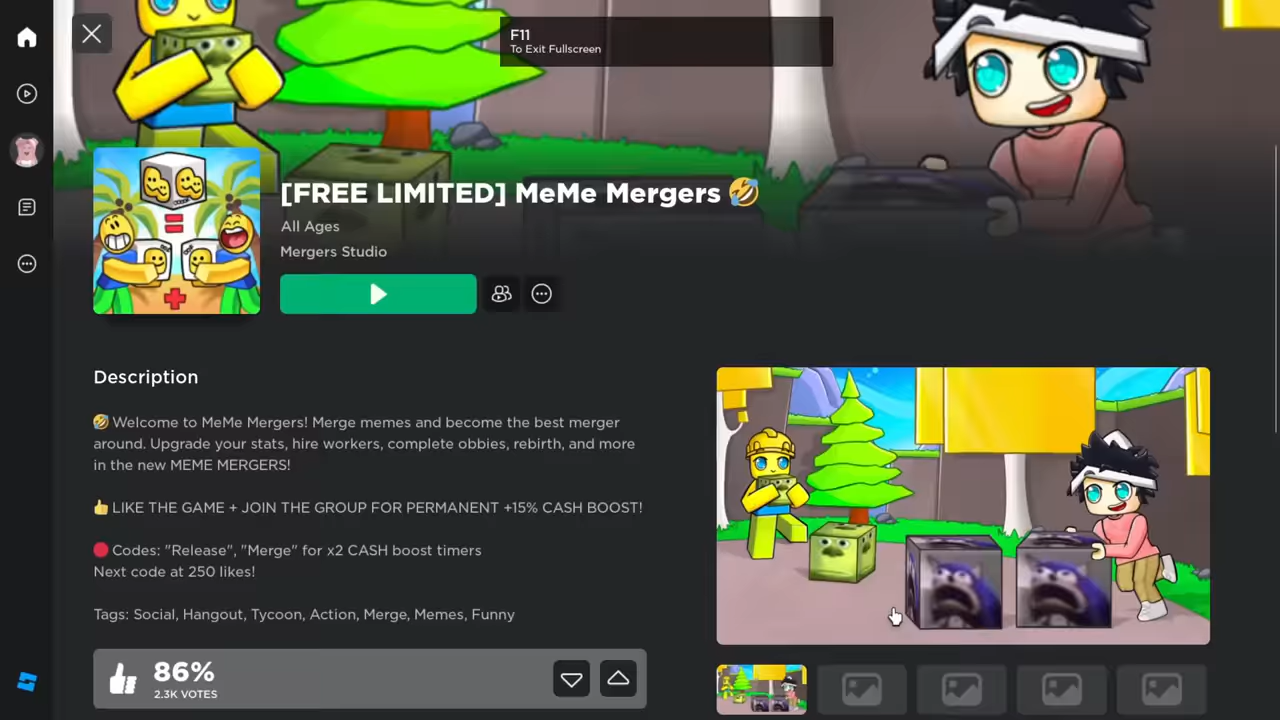 F11
To Exit Fullscreen
[FREE LIMITED] MeMe Mergers 🤣
All Ages
Mergers Studio
Description
🤣 Welcome to MeMe Mergers! Merge memes and become the best merger
around. Upgrade your stats, hire workers, complete obbies, rebirth, and more
in the new MEME MERGERS!
👍 LIKE THE GAME + JOIN THE GROUP FOR PERMANENT +15% CASH BOOST!
🔴 Codes: "Release", "Merge" for x2 CASH boost timers
Next code at 250 likes!
Tags: Social, Hangout, Tycoon, Action, Merge, Memes, Funny
86%
2.3K VOTES